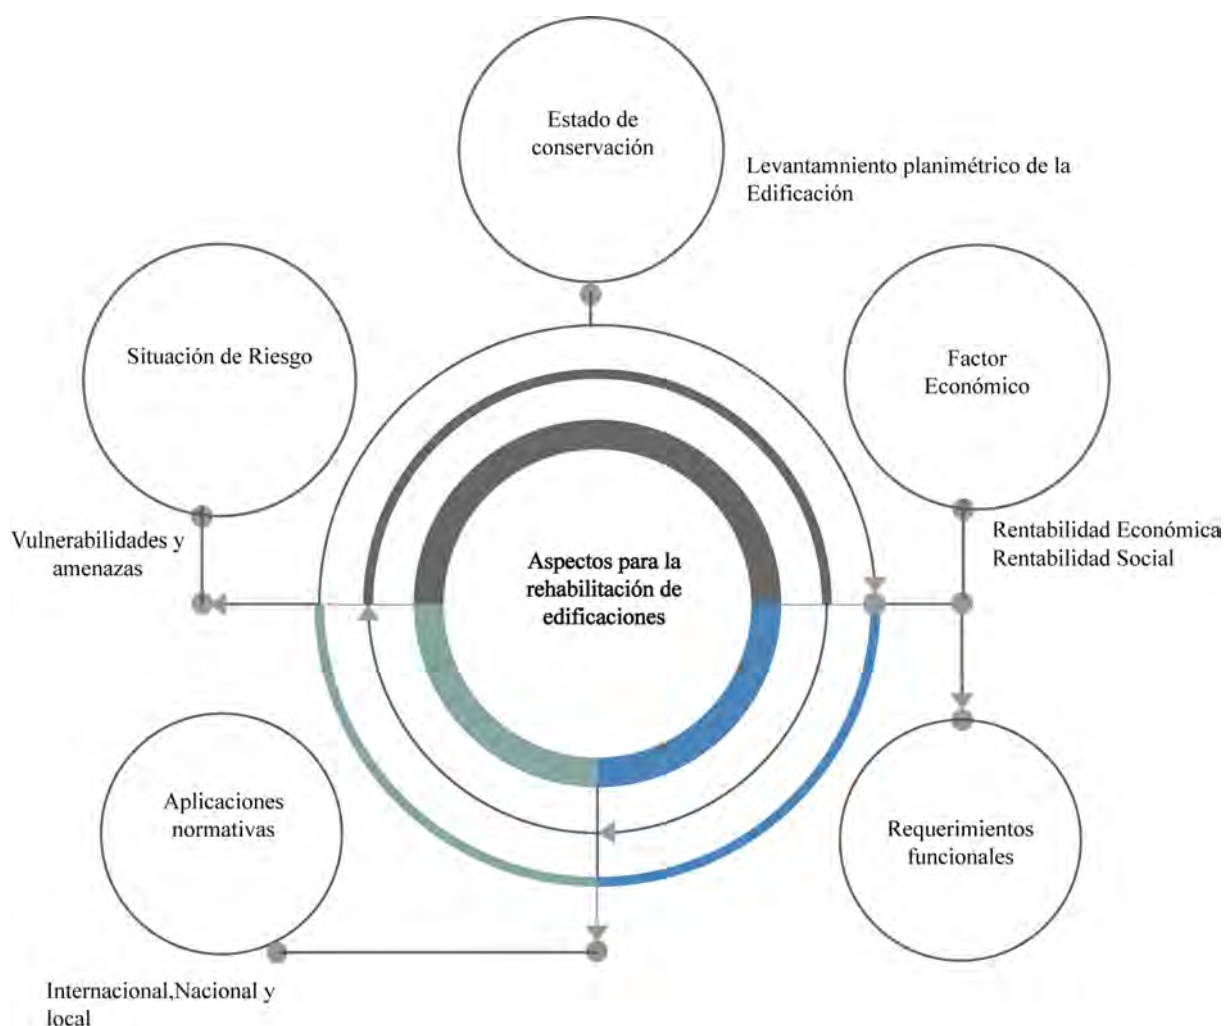 Estado de
conservación
Levantamniento planimétrico de la
Edificación
Situación de Riesgo
Factor
Económico
Vulnerabilidades y
amenazas
Rentabilidad Económica
Rentabilidad Social
Aspectos para la
rehabilitación de
edificaciones
Aplicaciones
normativas
Requerimientos
funcionales
Internacional,Nacional y
local